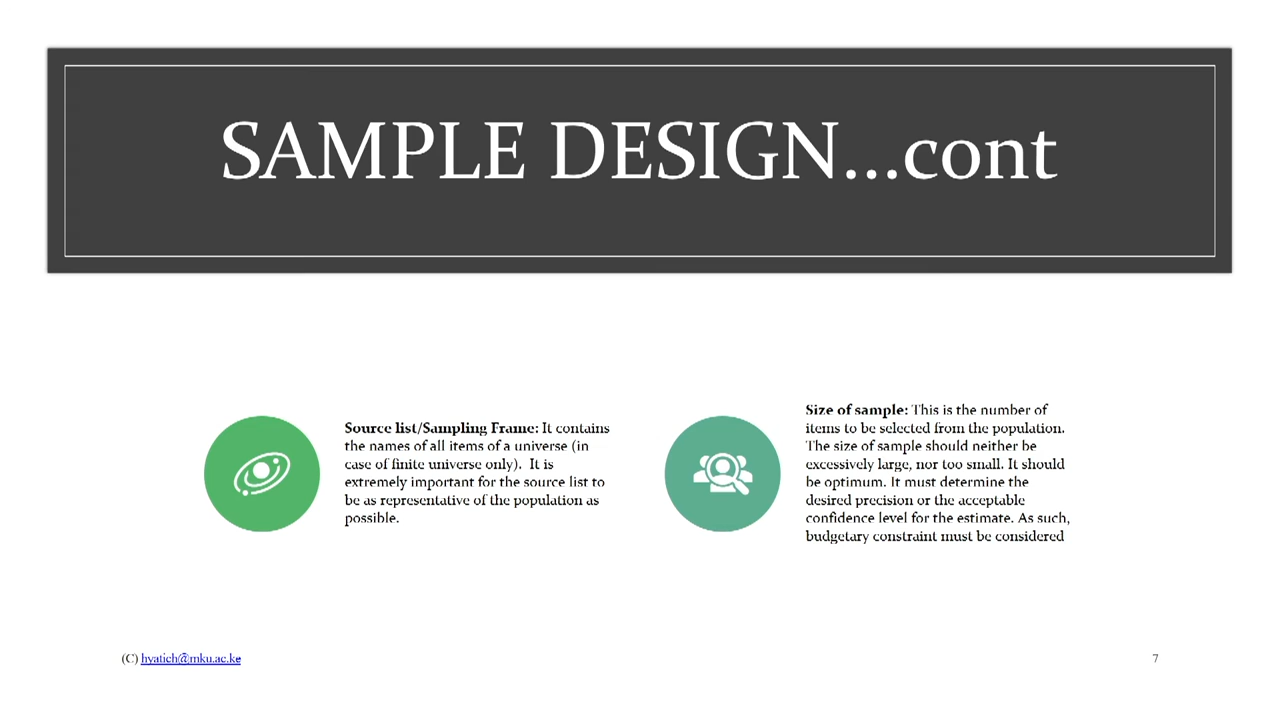 SAMPLE DESIGN...cont
Source list/Sampling Frame: It contains
the names of all items of a universe (in
case of finite universe only).  It is
extremely important for the source list to
be as representative of the population as
possible.
Size of sample: This is the number of
items to be selected from the population.
The size of sample should neither be
excessively large, nor too small. It should
be optimum. It must determine the
desired precision or the acceptable
confidence level for the estimate. As such,
budgetary constraint must be considered
(C) hyatich@mku.ac.ke
7